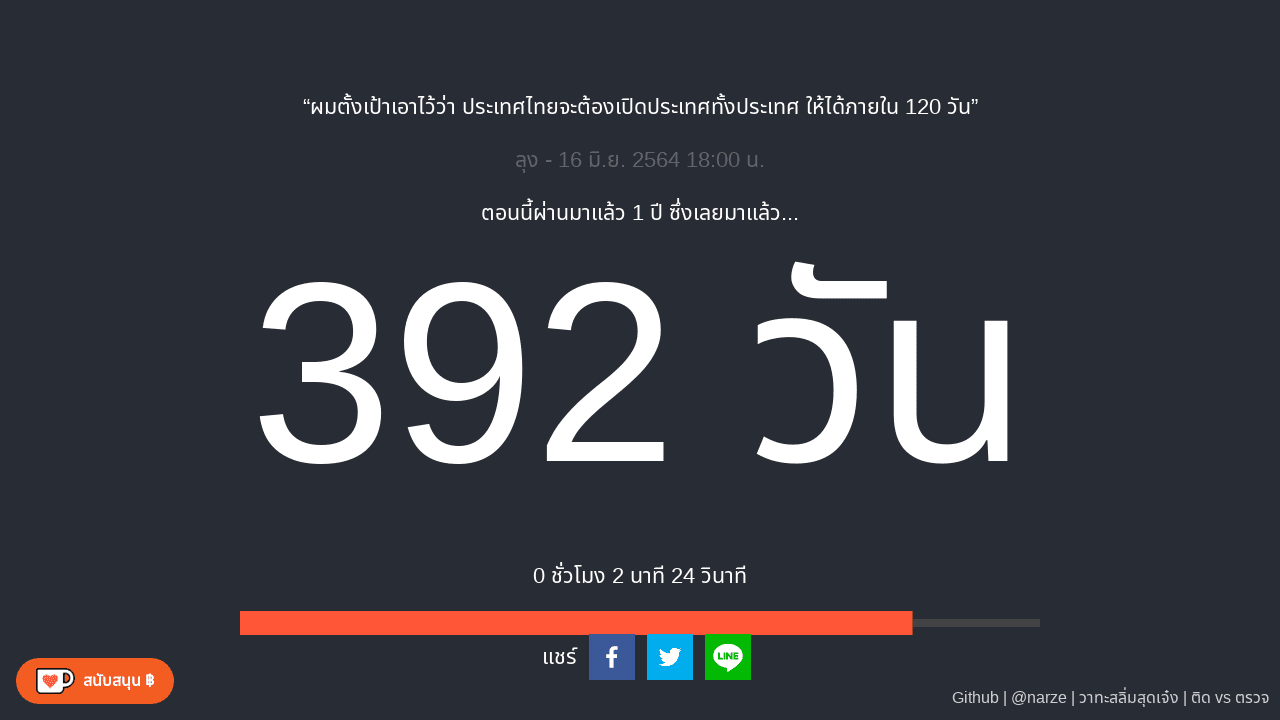 “ผมตั้งเป้าเอาไว้ว่า ประเทศไทยจะต้องเปิดประเทศทั้งประเทศ ให้ได้ภายใน 120 วัน”
ลุง - 16 มิ.ย. 2564 18:00 น.
ตอนนี้ผ่านมาแล้ว 1 ปี ซึ่งเลยมาแล้ว...
392 วัน
0 ชั่วโมง 2 นาที 24 วินาที
แชร์
LINE
สนับสนุน ฿
Github | @narze | วาทะสลิ่มสุดเจ๋ง | ติด vs ตรวจ